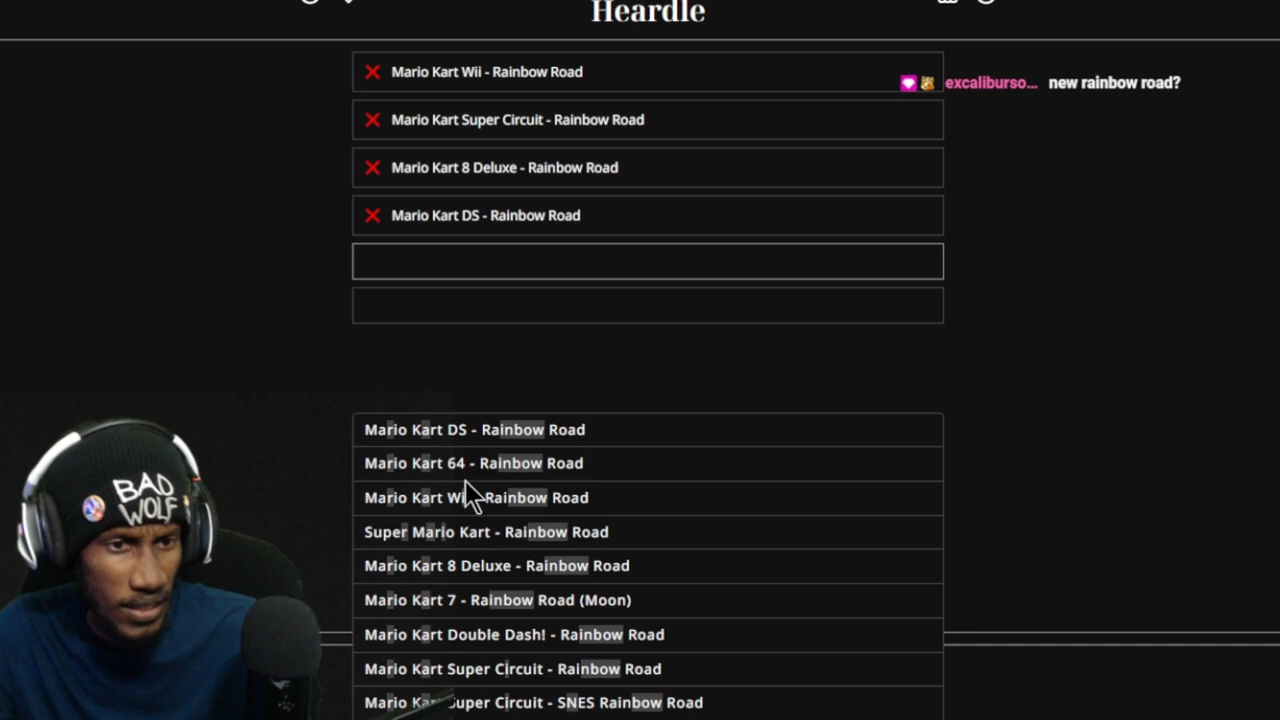 Heardle
Mario Kart Wii - Rainbow Road
excaliburso... new rainbow road?
Mario Kart Super Circuit - Rainbow Road
Mario Kart 8 Deluxe - Rainbow Road
Mario Kart DS - Rainbow Road
Mario Kart DS - Rainbow Road
Mario Kart 64 - Rainbow Road
Mario Kart Wii - Rainbow Road
Super Mario Kart - Rainbow Road
Mario Kart 8 Deluxe - Rainbow Road
Mario Kart 7 - Rainbow Road (Moon)
Mario Kart Double Dash! - Rainbow Road
Mario Kart Super Circuit - Rainbow Road
Mario Kart Super Circuit - SNES Rainbow Road
BAD
WOLF